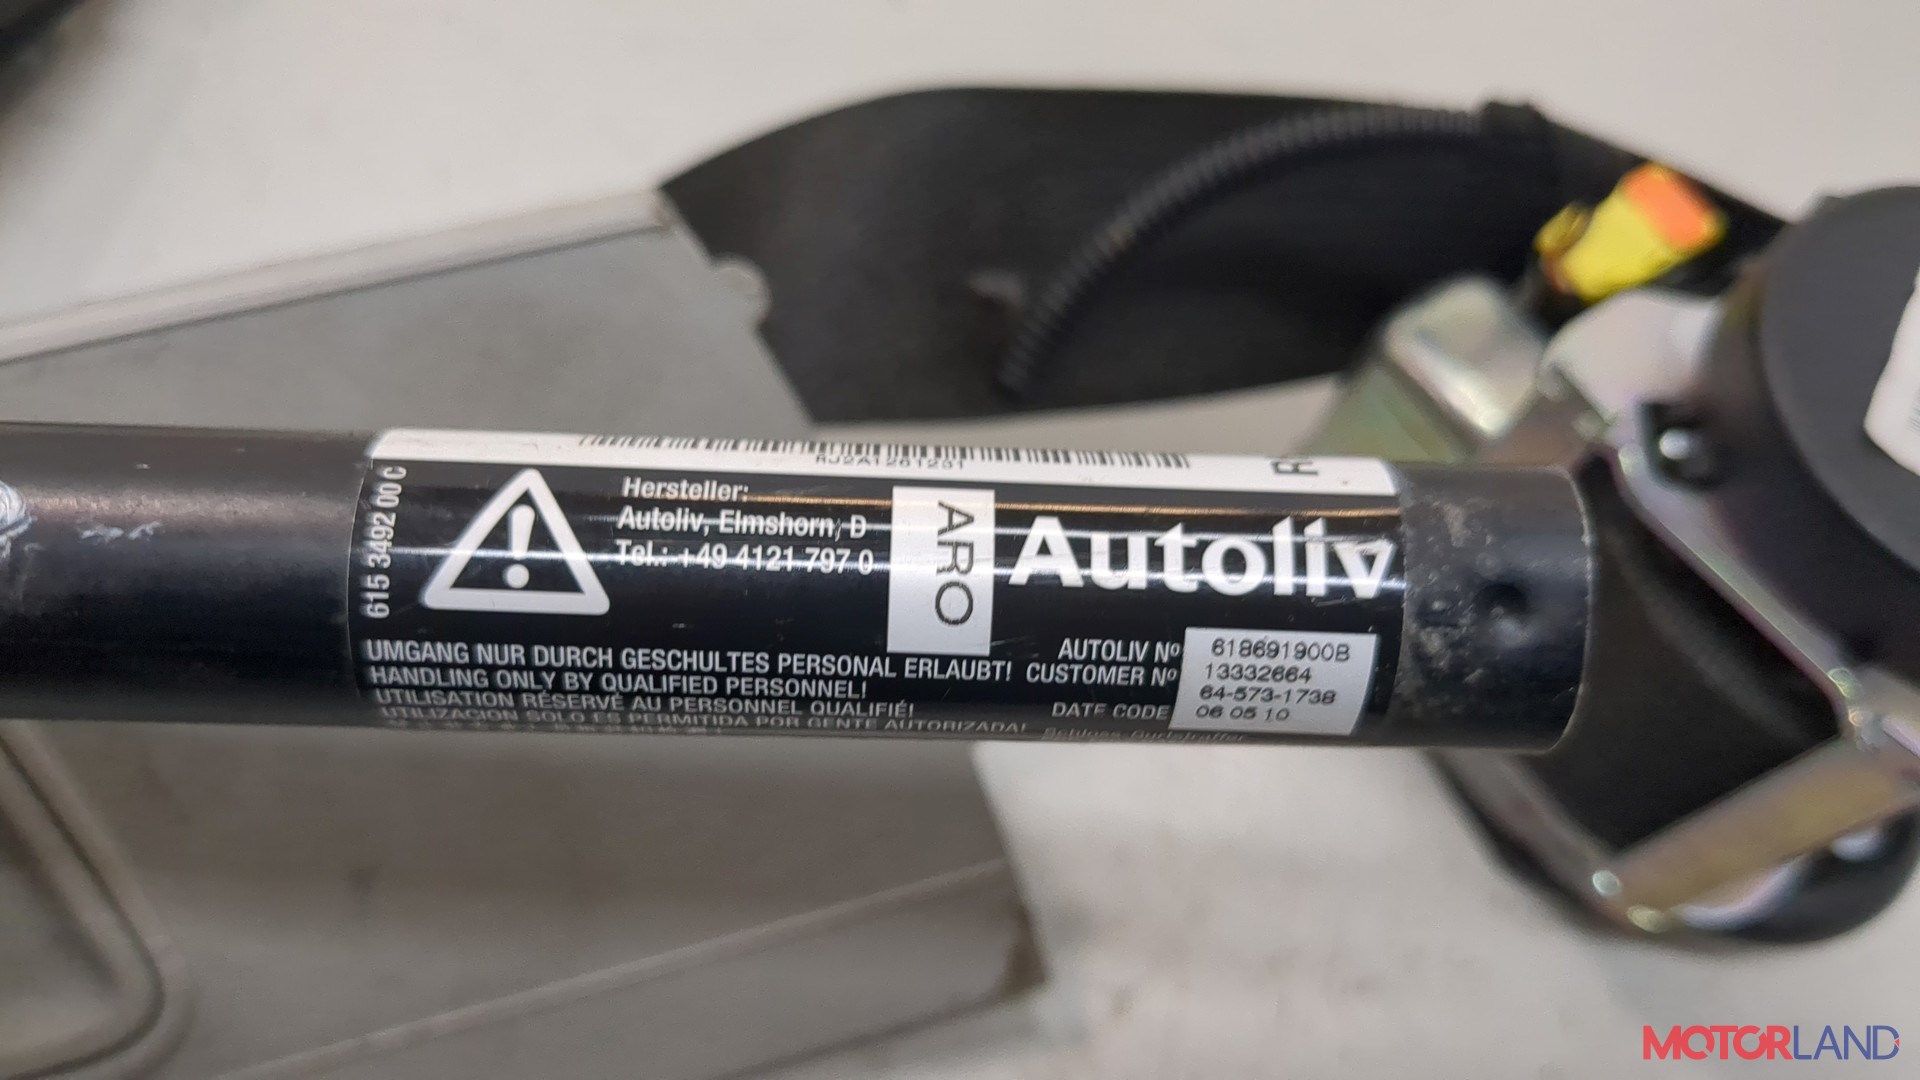 RJ2A1261231
R
615 3492 00 C
Hersteller:
Autoliv, Elmshorn, D
Tel.: +49 4121 797 0
ARO
Autoliv
UMGANG NUR DURCH GESCHULTES PERSONAL ERLAUBT!
HANDLING ONLY BY QUALIFIED PERSONNEL!
UTILISATION RÉSERVÉ AU PERSONNEL QUALIFIÉ!
UTILIZACION SOLO ES PERMITIDA POR GENTE AUTORIZADA!
AUTOLIV Nº 618691900B
CUSTOMER Nº 13332664
64-573-1738
DATE CODE 06 05 10
MOTORLAND